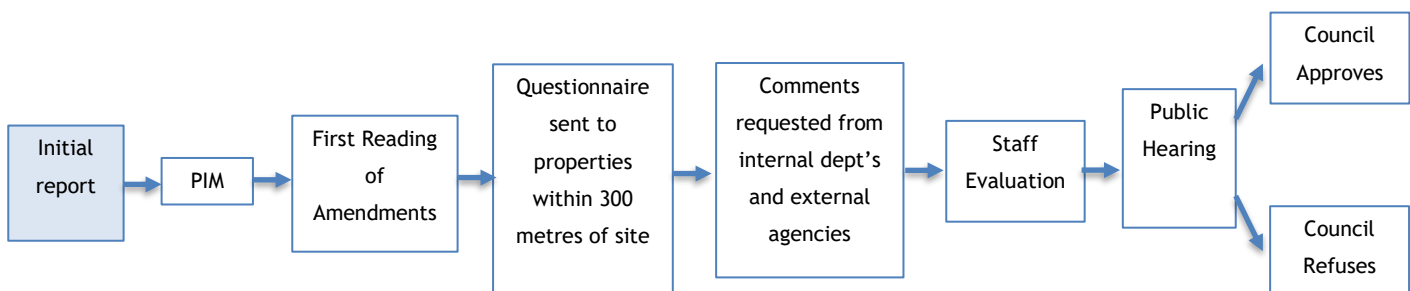 Initial
report
PIM
First Reading
of
Amendments
Questionnaire
sent to
properties
within 300
metres of site
Comments
requested from
internal dept’s
and external
agencies
Staff
Evaluation
Public
Hearing
Council
Approves
Council
Refuses